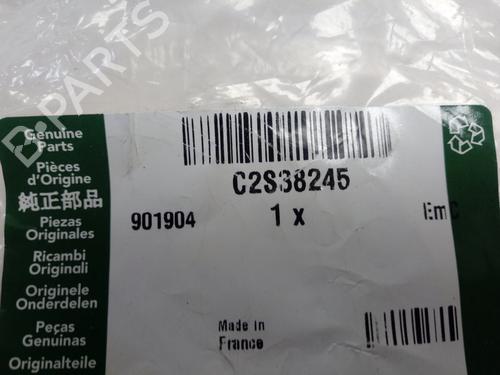 B-PARTS
Genuine
Parts
Pièces
d'Origine
純正部品
Piezas
Originales
Ricambi
Originali
Originele
Onderdelen
Peças
Genuinas
Originalteile
C2S38245
901904
1 x
Made in
France